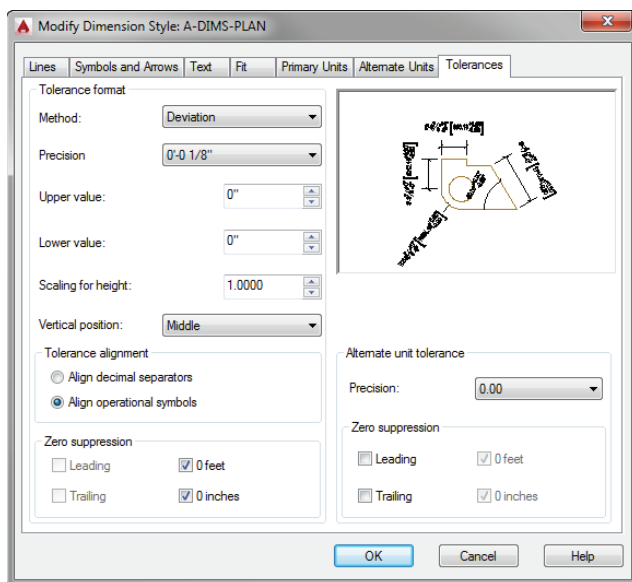 Modify Dimension Style: A-DIMS-PLAN
Lines Symbols and Arrows Text Fit Primary Units Alternate Units Tolerances
Tolerance format
Method: Deviation
Precision 0'-0 1/8"
Upper value: 0"
Lower value: 0"
Scaling for height: 1.0000
Vertical position: Middle
Tolerance alignment
Align decimal separators
Align operational symbols
Zero suppression
Leading 0 feet
Trailing 0 inches
Alternate unit tolerance
Precision: 0.00
Zero suppression
Leading 0 feet
Trailing 0 inches
OK Cancel Help